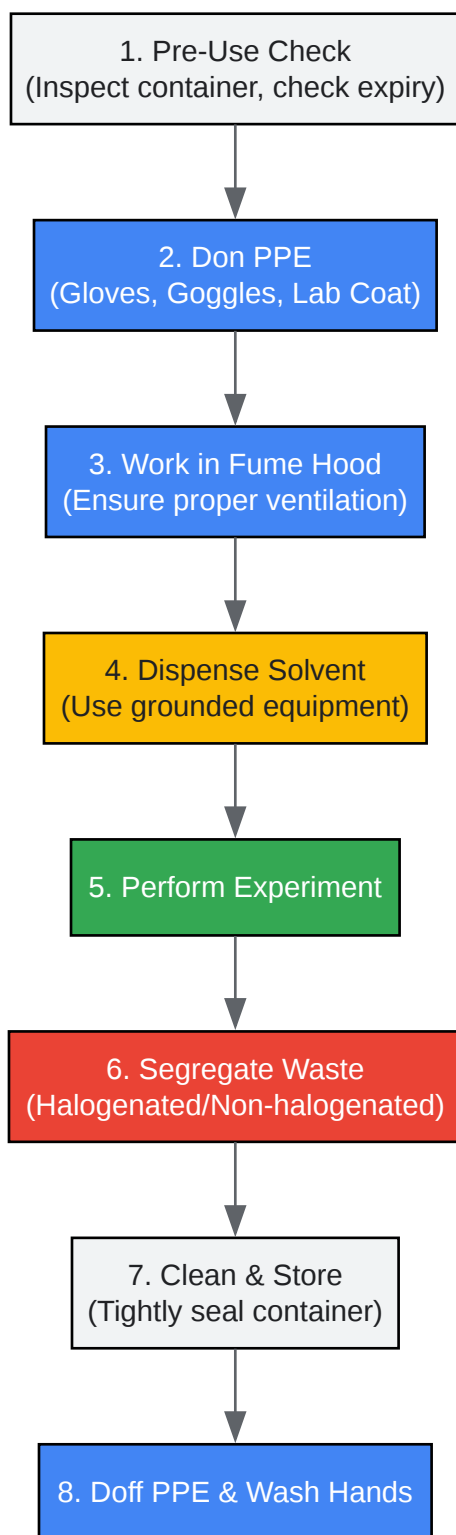 1. Pre-Use Check
(Inspect container, check expiry)
2. Don PPE
(Gloves, Goggles, Lab Coat)
3. Work in Fume Hood
(Ensure proper ventilation)
4. Dispense Solvent
(Use grounded equipment)
5. Perform Experiment
6. Segregate Waste
(Halogenated/Non-halogenated)
7. Clean & Store
(Tightly seal container)
8. Doff PPE & Wash Hands